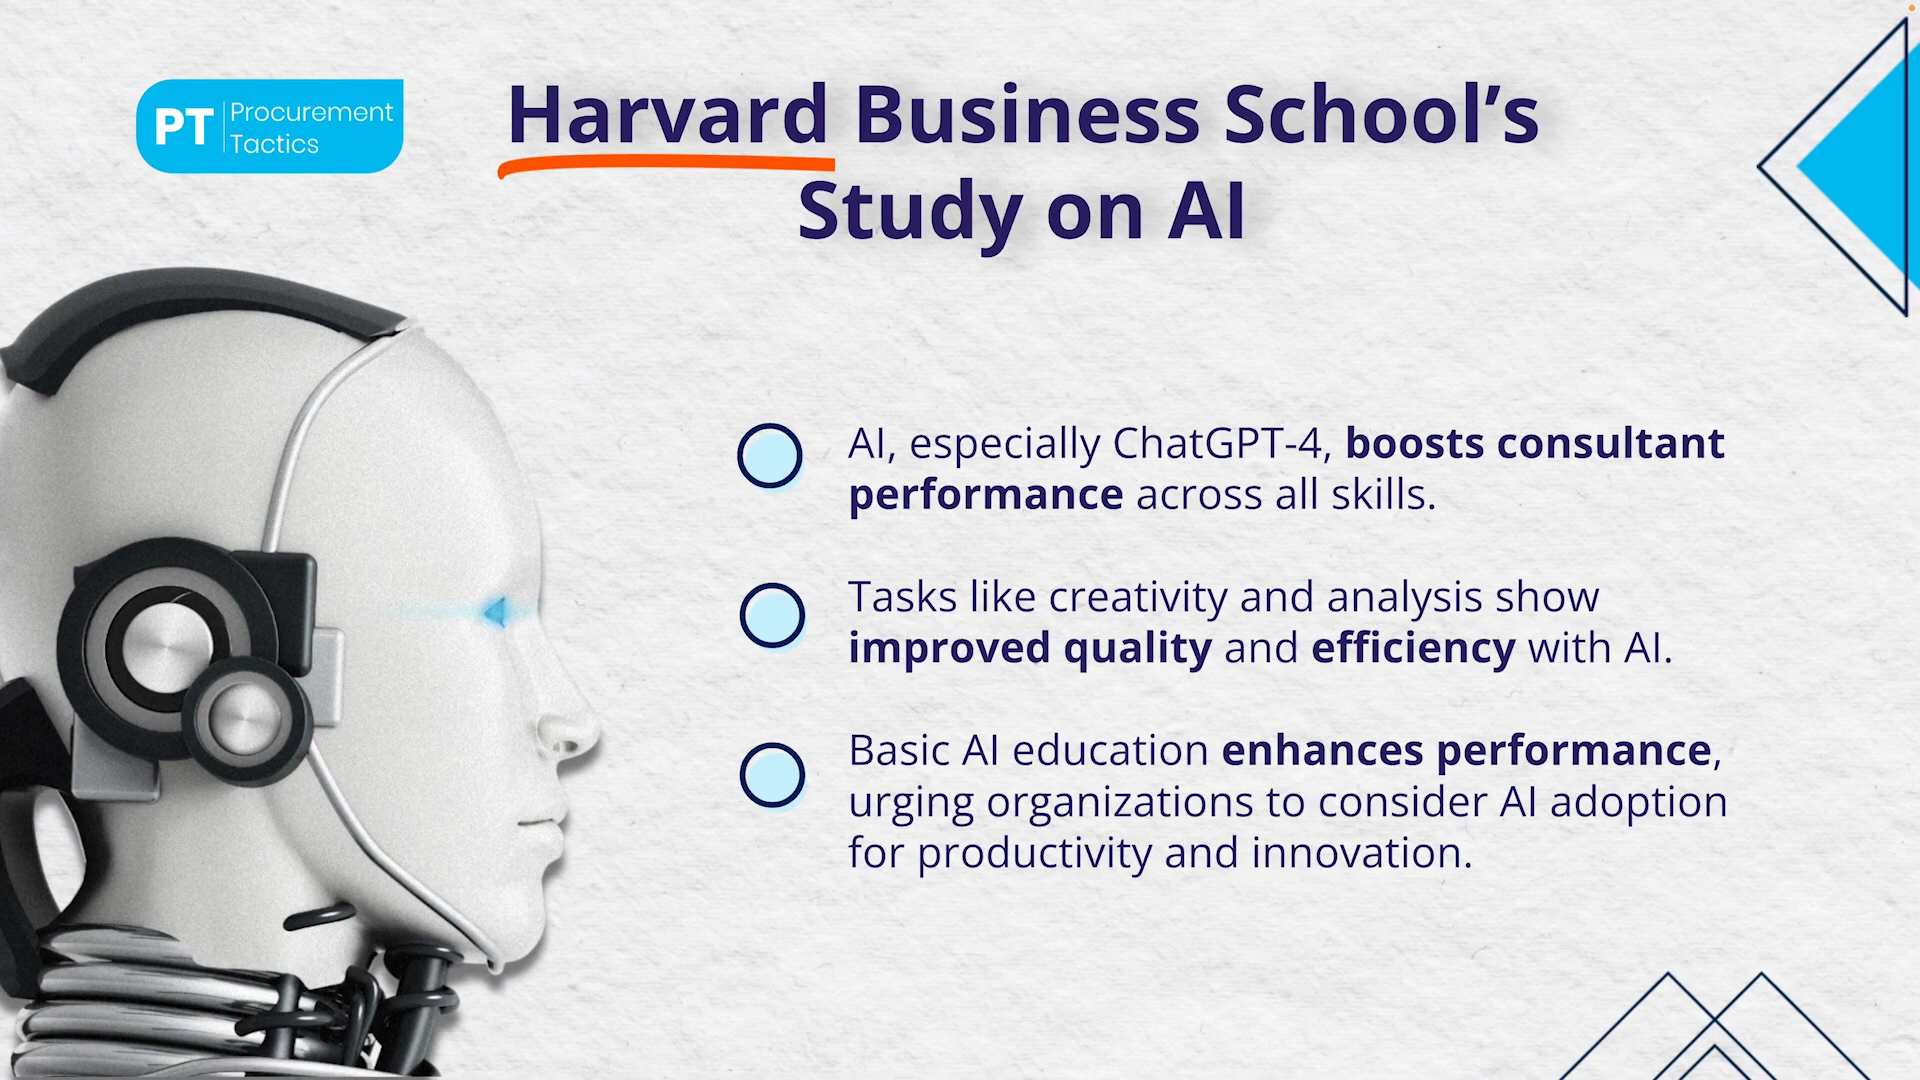 PT Procurement
Tactics
Harvard Business School’s
Study on AI
AI, especially ChatGPT-4, boosts consultant
performance across all skills.
Tasks like creativity and analysis show
improved quality and efficiency with AI.
Basic AI education enhances performance,
urging organizations to consider AI adoption
for productivity and innovation.